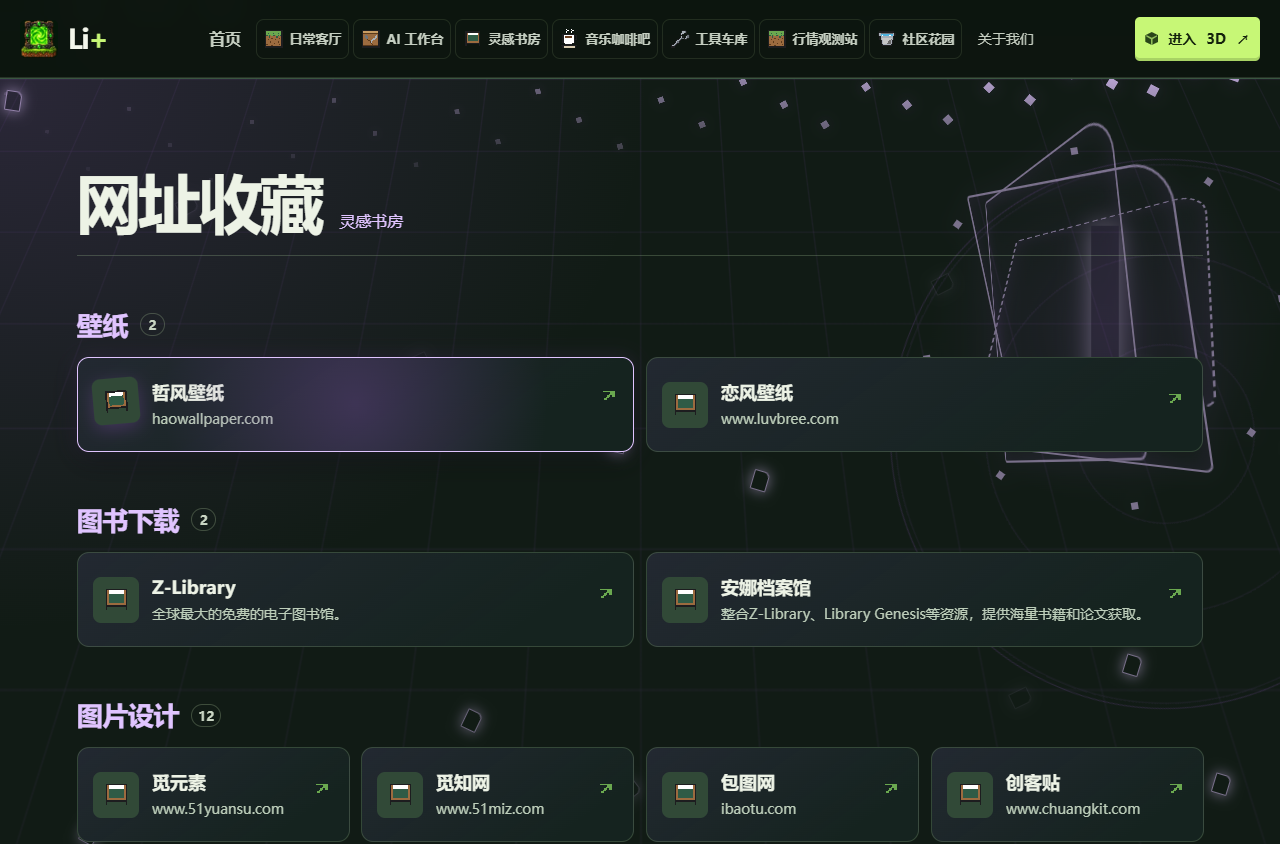 Li+
首页
日常客厅
AI 工作台
灵感书房
音乐咖啡吧
工具车库
行情观测站
社区花园
关于我们
进入 3D ↗
网址收藏 灵感书房
壁纸 2
哲风壁纸
haowallpaper.com
恋风壁纸
www.luvbree.com
图书下载 2
Z-Library
全球最大的免费的电子图书馆。
安娜档案馆
整合Z-Library、Library Genesis等资源，提供海量书籍和论文获取。
图片设计 12
觅元素
www.51yuansu.com
觅知网
www.51miz.com
包图网
ibaotu.com
创客贴
www.chuangkit.com